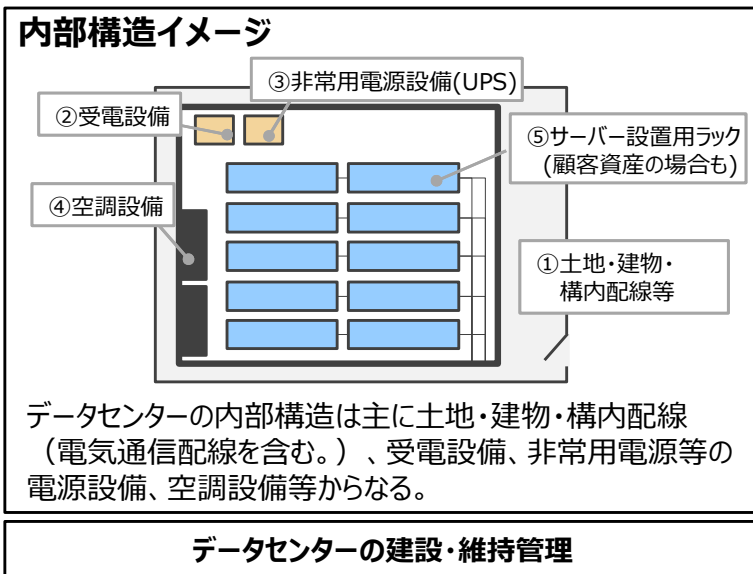 内部構造イメージ
③非常用電源設備(UPS)
②受電設備
⑤サーバー設置用ラック
(顧客資産の場合も)
④空調設備
①土地・建物・
構内配線等
データセンターの内部構造は主に土地・建物・構内配線
（電気通信配線を含む。）、受電設備、非常用電源等の
電源設備、空調設備等からなる。
データセンターの建設・維持管理